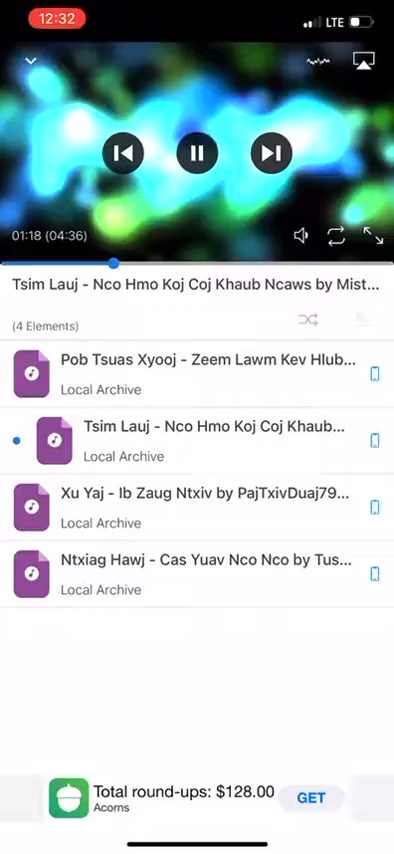 12:32
LTE
01:18 (04:36)
Tsim Lauj - Nco Hmo Koj Coj Khaub Ncaws by Mist...
(4 Elements)
Pob Tsuas Xyooj - Zeem Lawm Kev Hlub...
Local Archive
Tsim Lauj - Nco Hmo Koj Coj Khaub...
Local Archive
Xu Yaj - Ib Zaug Ntxiv by PajTxivDuaj79...
Local Archive
Ntxiag Hawj - Cas Yuav Nco Nco by Tus...
Local Archive
Total round-ups: $128.00
Acorns
GET